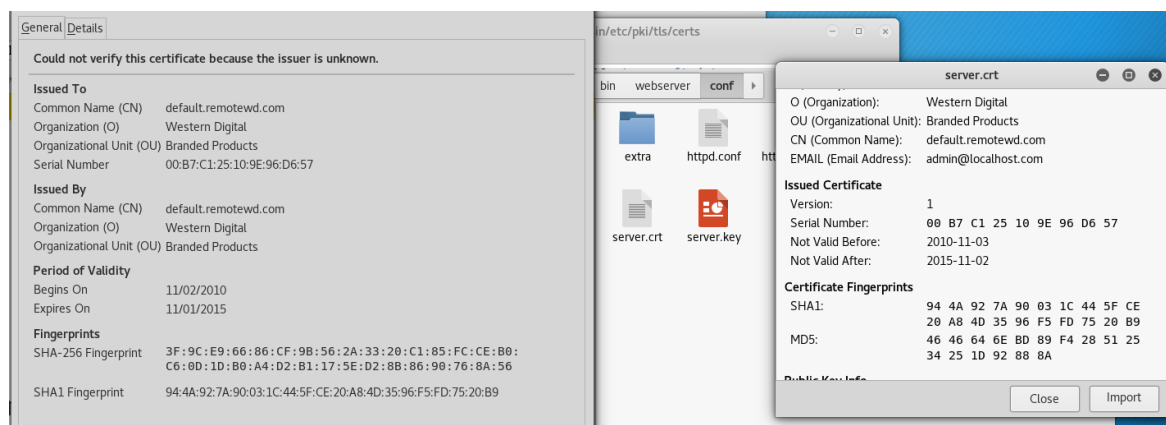 General Details
Could not verify this certificate because the issuer is unknown.
Issued To
Common Name (CN) default.remotewd.com
Organization (O) Western Digital
Organizational Unit (OU) Branded Products
Serial Number 00:B7:C1:25:10:9E:96:D6:57
Issued By
Common Name (CN) default.remotewd.com
Organization (O) Western Digital
Organizational Unit (OU) Branded Products
Period of Validity
Begins On 11/02/2010
Expires On 11/01/2015
Fingerprints
SHA-256 Fingerprint 3F:9C:E9:66:86:CF:9B:56:2A:33:20:C1:85:FC:CE:B0:
C6:0D:1D:B0:A4:D2:B1:17:5E:D2:8B:86:90:76:8A:56
SHA1 Fingerprint 94:4A:92:7A:90:03:1C:44:5F:CE:20:A8:4D:35:96:F5:FD:75:20:B9
in/etc/pki/tls/certs
bin webserver conf
extra httpd.conf htt
server.crt server.key
server.crt
O (Organization): Western Digital
OU (Organizational Unit): Branded Products
CN (Common Name): default.remotewd.com
EMAIL (Email Address): admin@localhost.com
Issued Certificate
Version: 1
Serial Number: 00 B7 C1 25 10 9E 96 D6 57
Not Valid Before: 2010-11-03
Not Valid After: 2015-11-02
Certificate Fingerprints
SHA1: 94 4A 92 7A 90 03 1C 44 5F CE
20 A8 4D 35 96 F5 FD 75 20 B9
MD5: 46 46 64 6E BD 89 F4 28 51 25
34 25 1D 92 88 8A
Public Key Info
Close Import